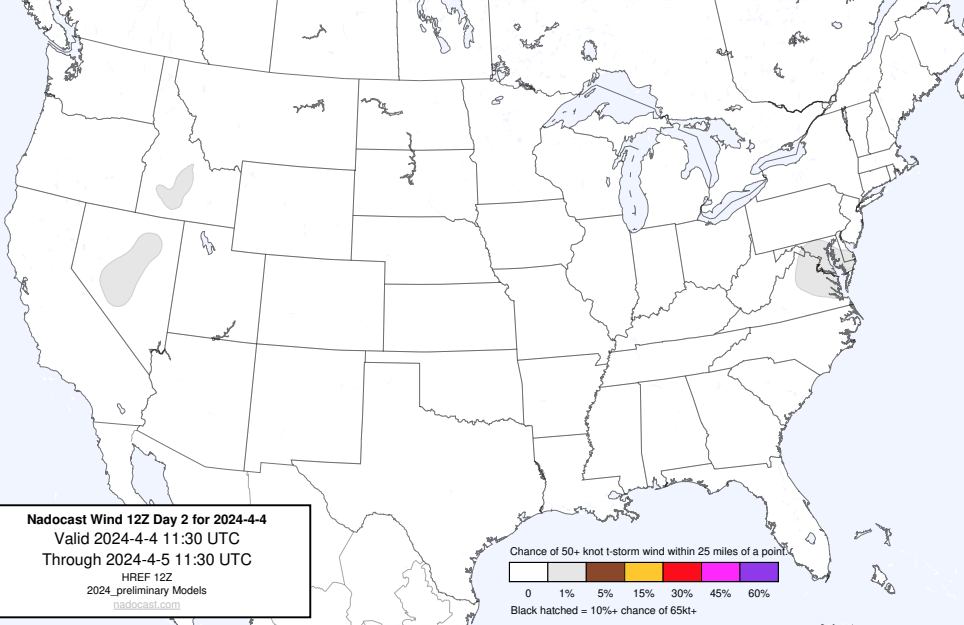 Nadocast Wind 12Z Day 2 for 2024-4-4
Valid 2024-4-4 11:30 UTC
Through 2024-4-5 11:30 UTC
HREF 12Z
2024_preliminary Models
nadocast.com
Chance of 50+ knot t-storm wind within 25 miles of a point.
0 1% 5% 15% 30% 45% 60%
Black hatched = 10%+ chance of 65kt+